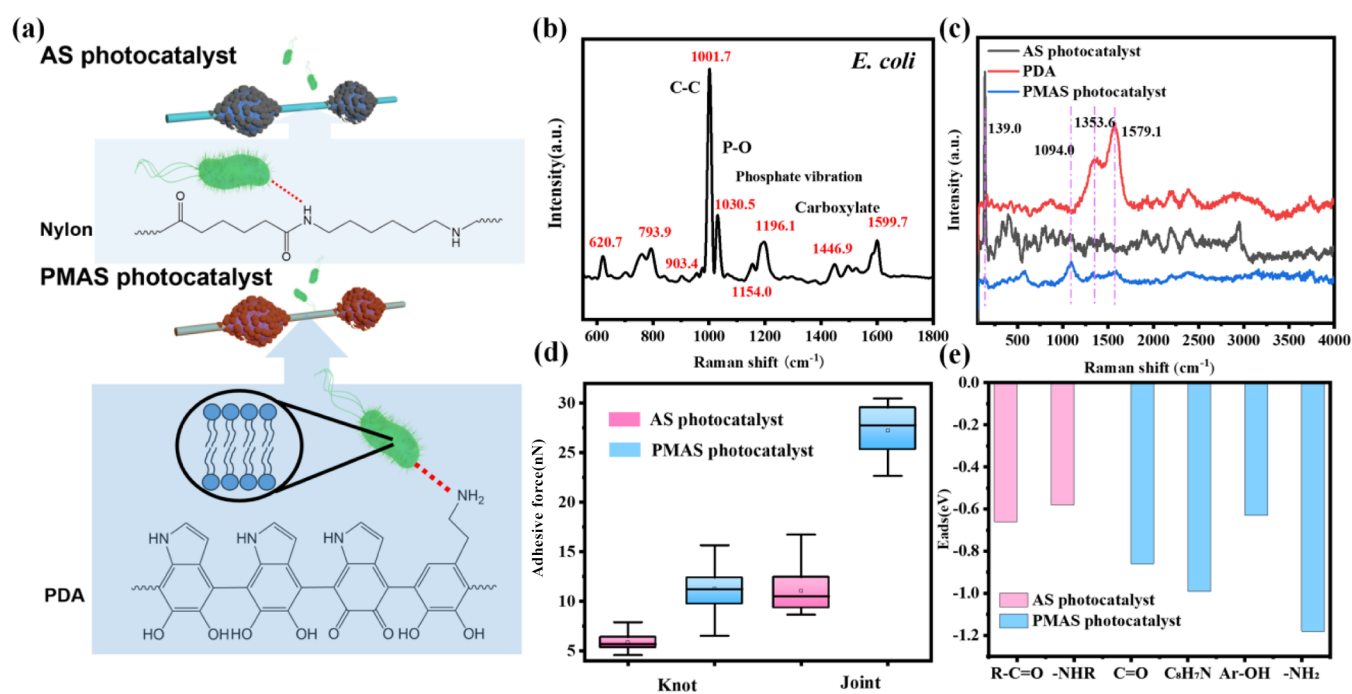 (a)
AS photocatalyst
O
O
H
N
N
H
Nylon
PMAS photocatalyst
NH₂
HN
HN
HN
PDA
HO
OH
HO
OH
O
O
HO
OH
(b)
E. coli
1001.7
C-C
P-O
Phosphate vibration
1030.5
Carboxylate
620.7
793.9
1196.1
1446.9
1599.7
903.4
1154.0
Intensity(a.u.)
600 800 1000 1200 1400 1600 1800
Raman shift (cm⁻¹)
(c)
AS photocatalyst
PDA
PMAS photocatalyst
139.0
1094.0
1353.6
1579.1
Intensity (a.u.)
500 1000 1500 2000 2500 3000 3500 4000
Raman shift (cm⁻¹)
(d)
AS photocatalyst
PMAS photocatalyst
Adhesive force(nN)
30
25
20
15
10
5
Knot Joint
(e)
0.0
-0.2
-0.4
-0.6
-0.8
-1.0
-1.2
Eads(eV)
AS photocatalyst
PMAS photocatalyst
R-C=O -NHR C=O C₈H₇N Ar-OH -NH₂